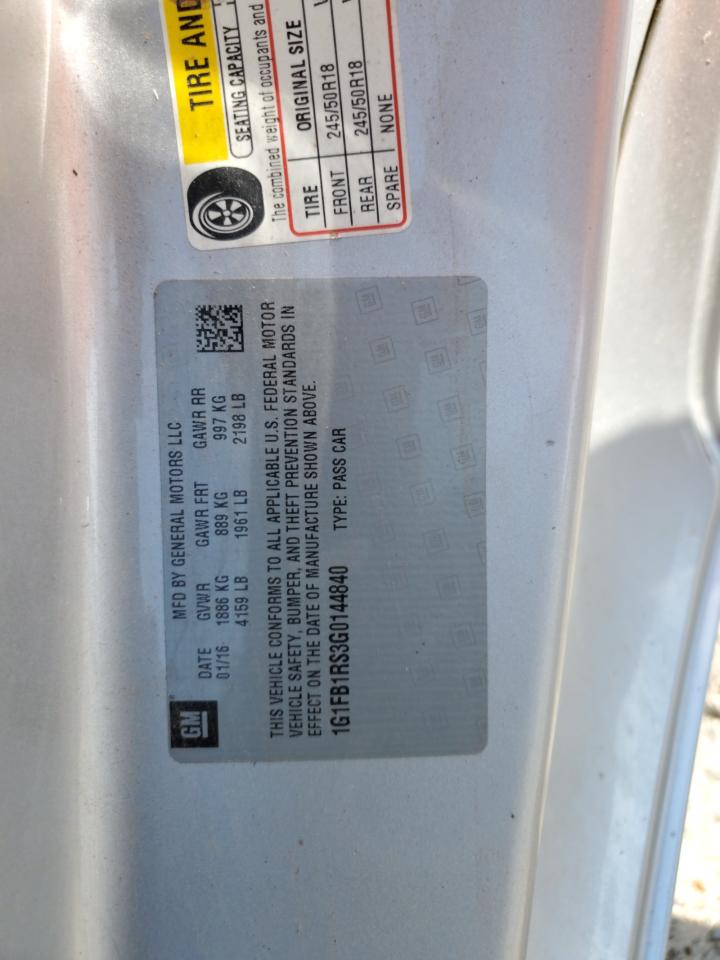 TIRE AND
SEATING CAPACITY
The combined weight of occupants and
TIRE ORIGINAL SIZE
FRONT 245/50R18
REAR 245/50R18
SPARE NONE
GM
MFD BY GENERAL MOTORS LLC
DATE GVWR GAWR FRT GAWR RR
01/16 1886 KG 889 KG 997 KG
4159 LB 1961 LB 2198 LB
THIS VEHICLE CONFORMS TO ALL APPLICABLE U.S. FEDERAL MOTOR
VEHICLE SAFETY, BUMPER, AND THEFT PREVENTION STANDARDS IN
EFFECT ON THE DATE OF MANUFACTURE SHOWN ABOVE.
1G1FB1RS3G0144840 TYPE: PASS CAR